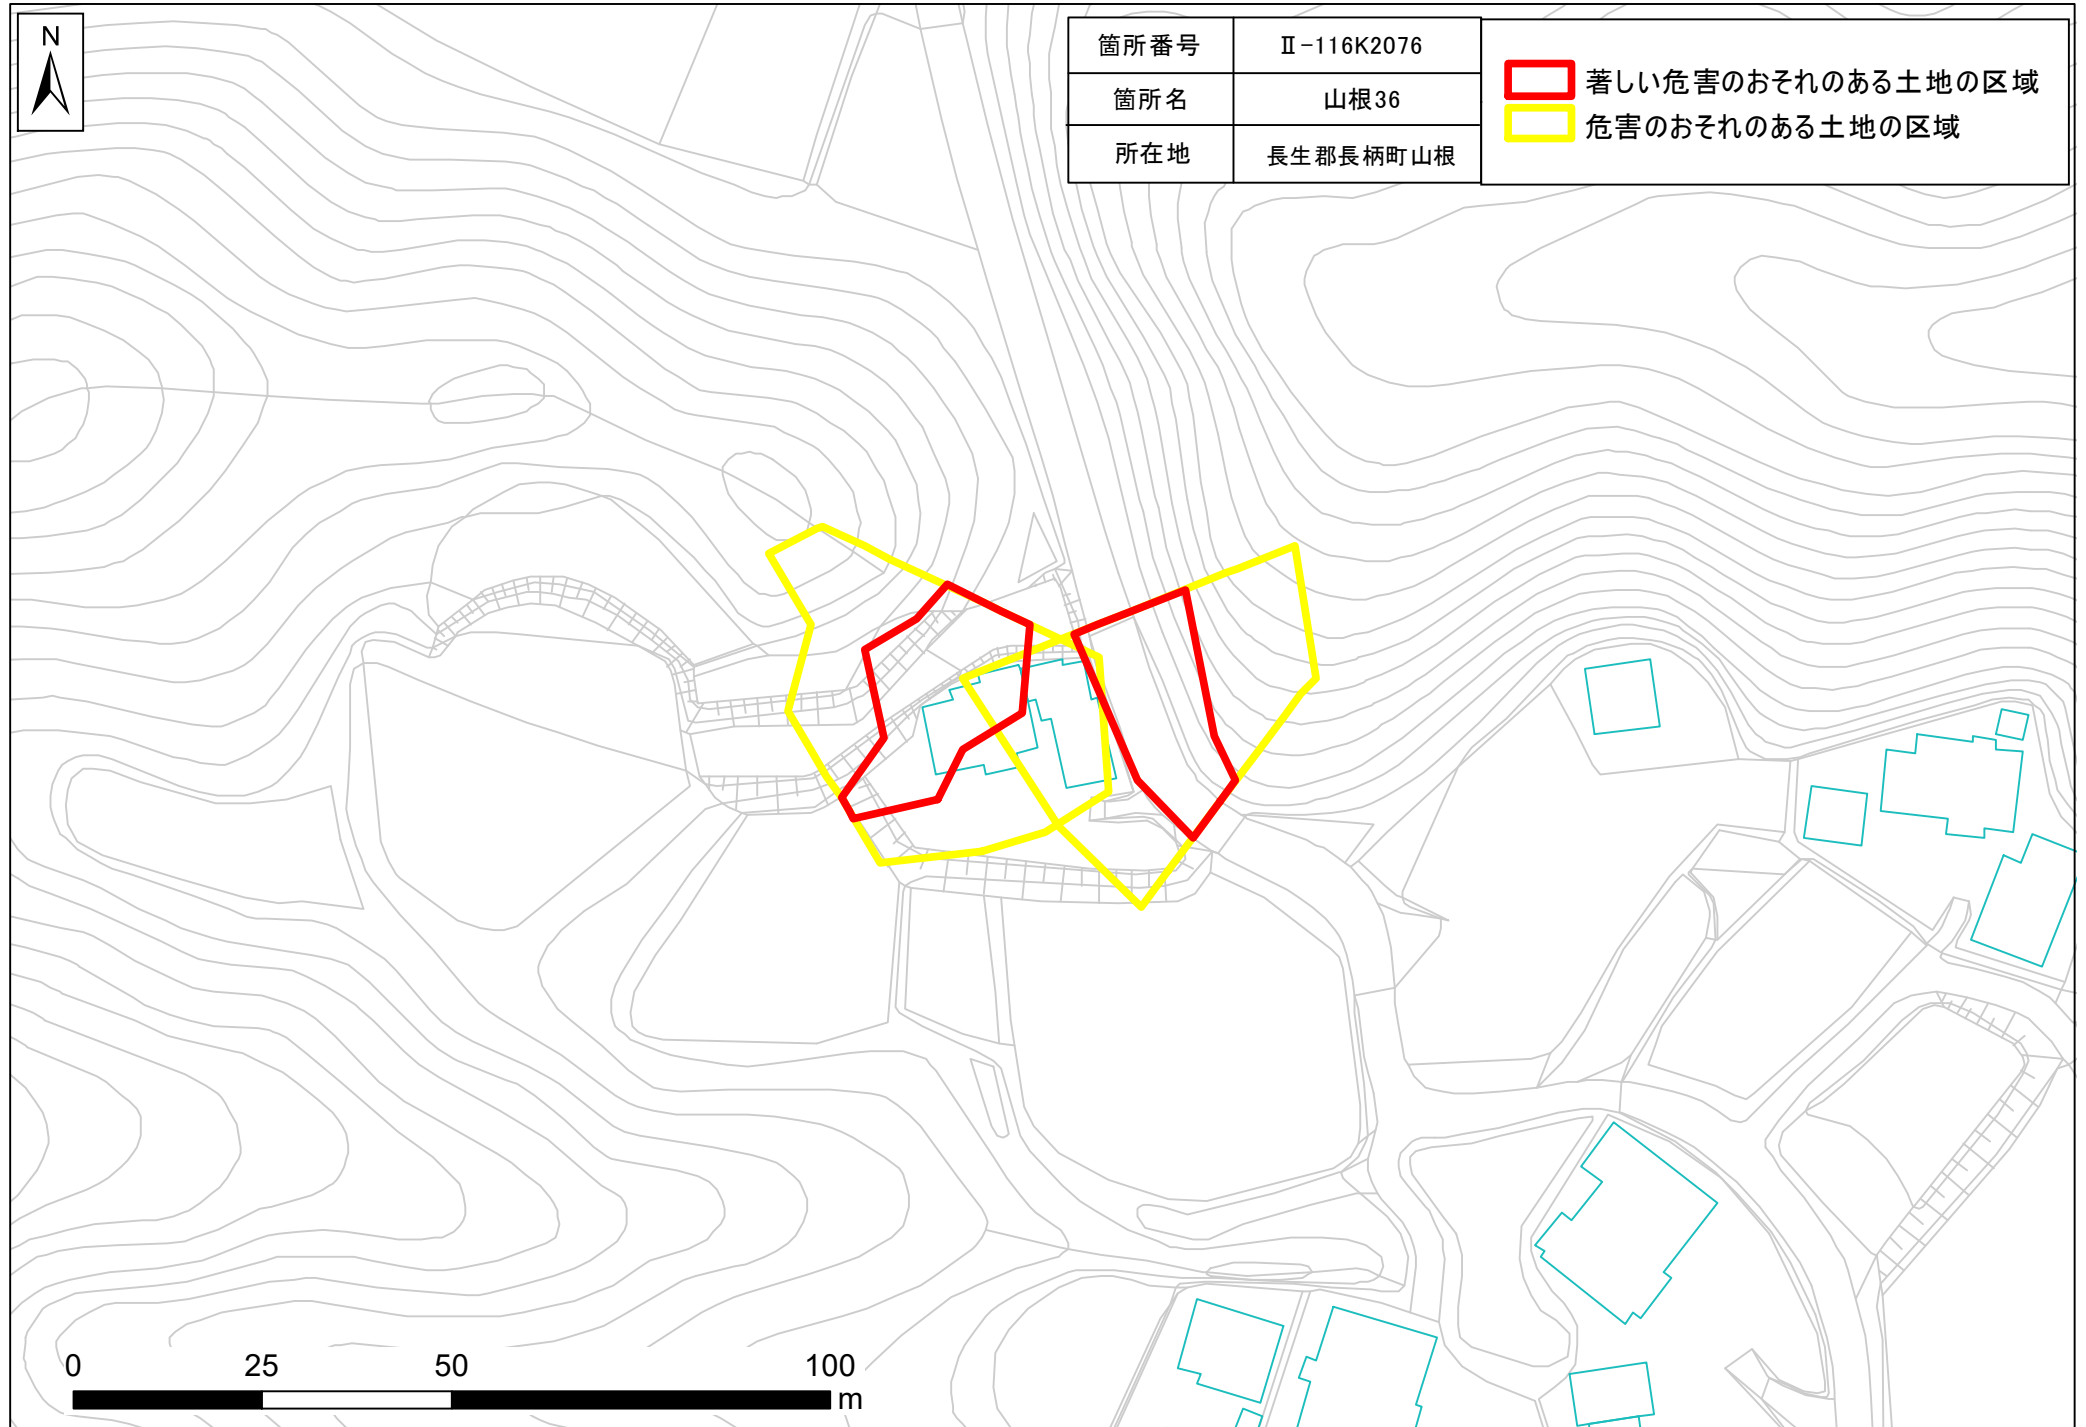 N
箇所番号 Ⅱ-116K2076
箇所名 山根36
所在地 長生郡長柄町山根
著しい危害のおそれのある土地の区域
危害のおそれのある土地の区域
0 25 50 100
m